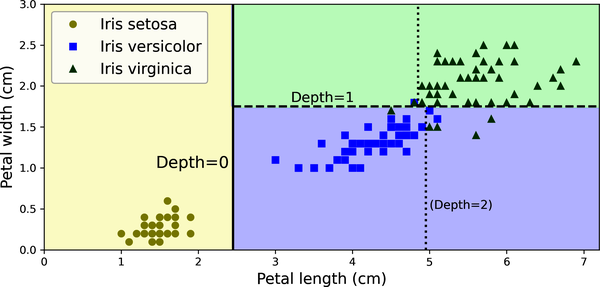 3.0
2.5
2.0
1.5
1.0
0.5
0.0
Petal width (cm)
Iris setosa
Iris versicolor
Iris virginica
Depth=1
Depth=0
(Depth=2)
0
1
2
3
4
5
6
7
Petal length (cm)